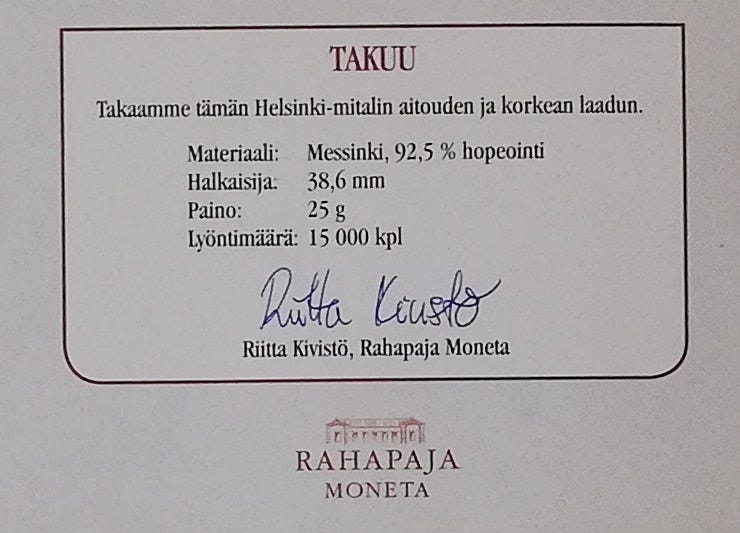 TAKUU
Takaamme tämän Helsinki-mitalin aitouden ja korkean laadun.
Materiaali: Messinki, 92,5 % hopeointi
Halkaisija: 38,6 mm
Paino: 25 g
Lyöntimäärä: 15 000 kpl
Riitta Kivistö
Riitta Kivistö, Rahapaja Moneta
RAHAPAJA
MONETA